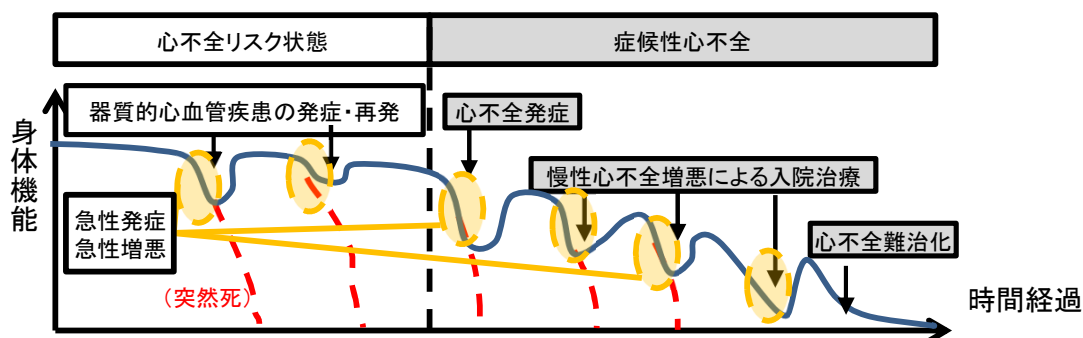 心不全リスク状態
症候性心不全
器質的心血管疾患の発症・再発
心不全発症
身体機能
慢性心不全増悪による入院治療
急性発症
急性増悪
心不全難治化
(突然死)
時間経過